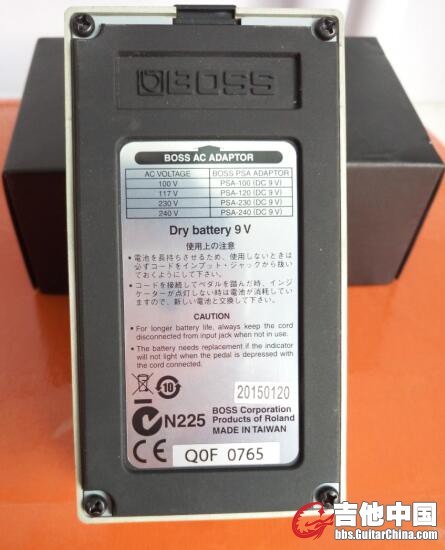 BOSS
BOSS AC ADAPTOR
AC VOLTAGE BOSS PSA ADAPTOR
100 V PSA-100 (DC 9 V)
117 V PSA-120 (DC 9 V)
230 V PSA-230 (DC 9 V)
240 V PSA-240 (DC 9 V)
Dry battery 9 V
使用上の注意
•電池を長持ちさせるため、使用しないときは
必ずコードをインプット・ジャックから抜い
ておくようにして下さい。
•コードを接続してペダルを踏んだ時、インジ
ケーターが点灯しない時は電池が消耗してい
ますので、新しい電池と交換して下さい。
CAUTION
• For longer battery life, always keep the cord
disconnected from input jack when not in use.
• The battery needs replacement if the indicator
will not light when the pedal is depressed with
the cord connected.
10
20150120
N225
BOSS Corporation
Products of Roland
MADE IN TAIWAN
CE
Q0F 0765
吉他中国
bbs.GuitarChina.com